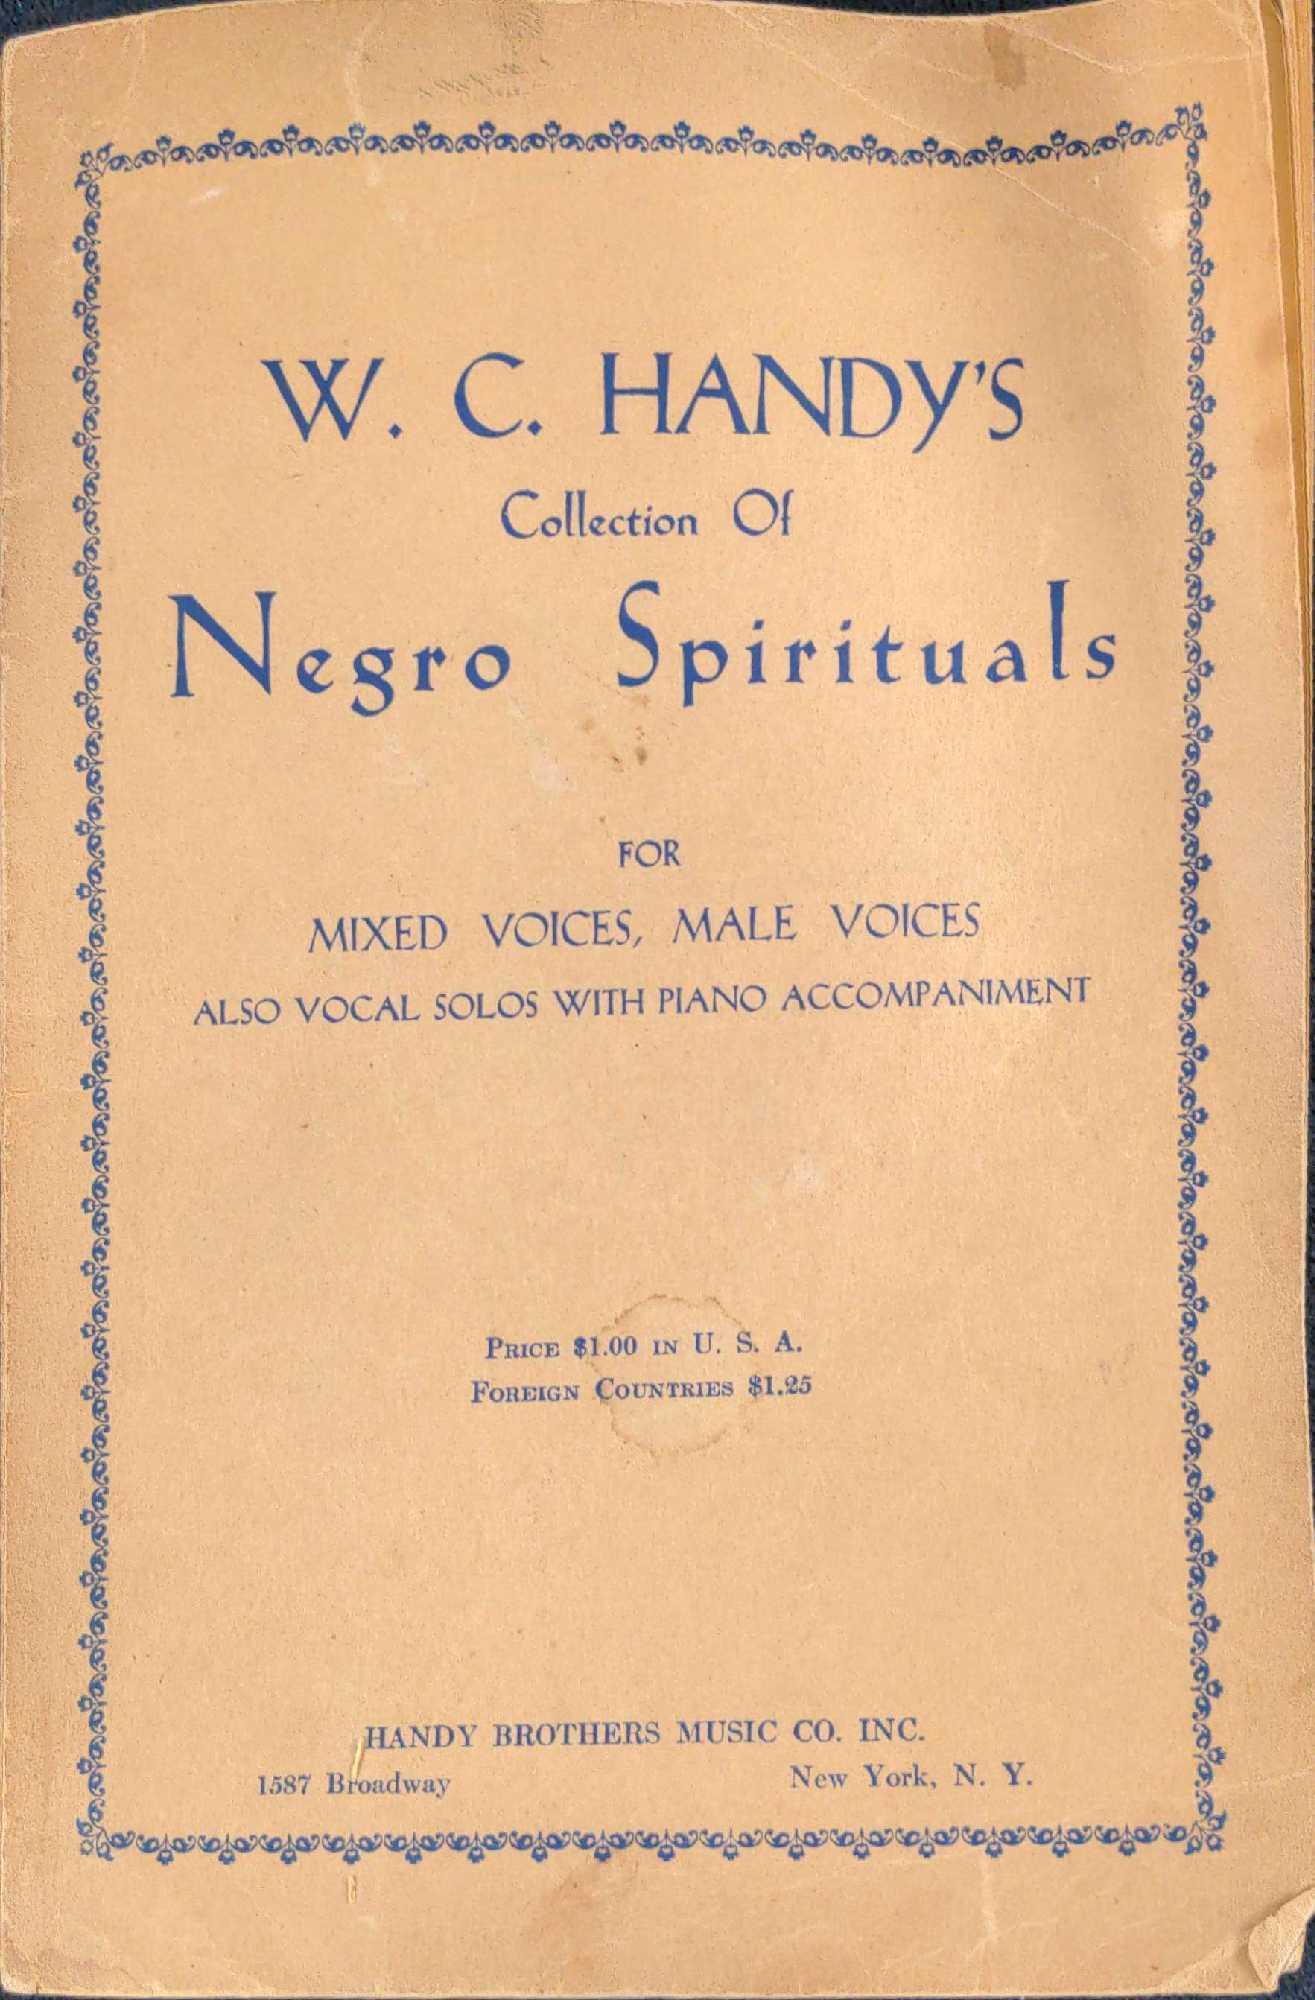 W. C. HANDY'S
Collection Of
Negro Spirituals
FOR
MIXED VOICES, MALE VOICES
ALSO VOCAL SOLOS WITH PIANO ACCOMPANIMENT
PRICE $1.00 IN U. S. A.
FOREIGN COUNTRIES $1.25
HANDY BROTHERS MUSIC CO. INC.
1587 Broadway New York, N. Y.